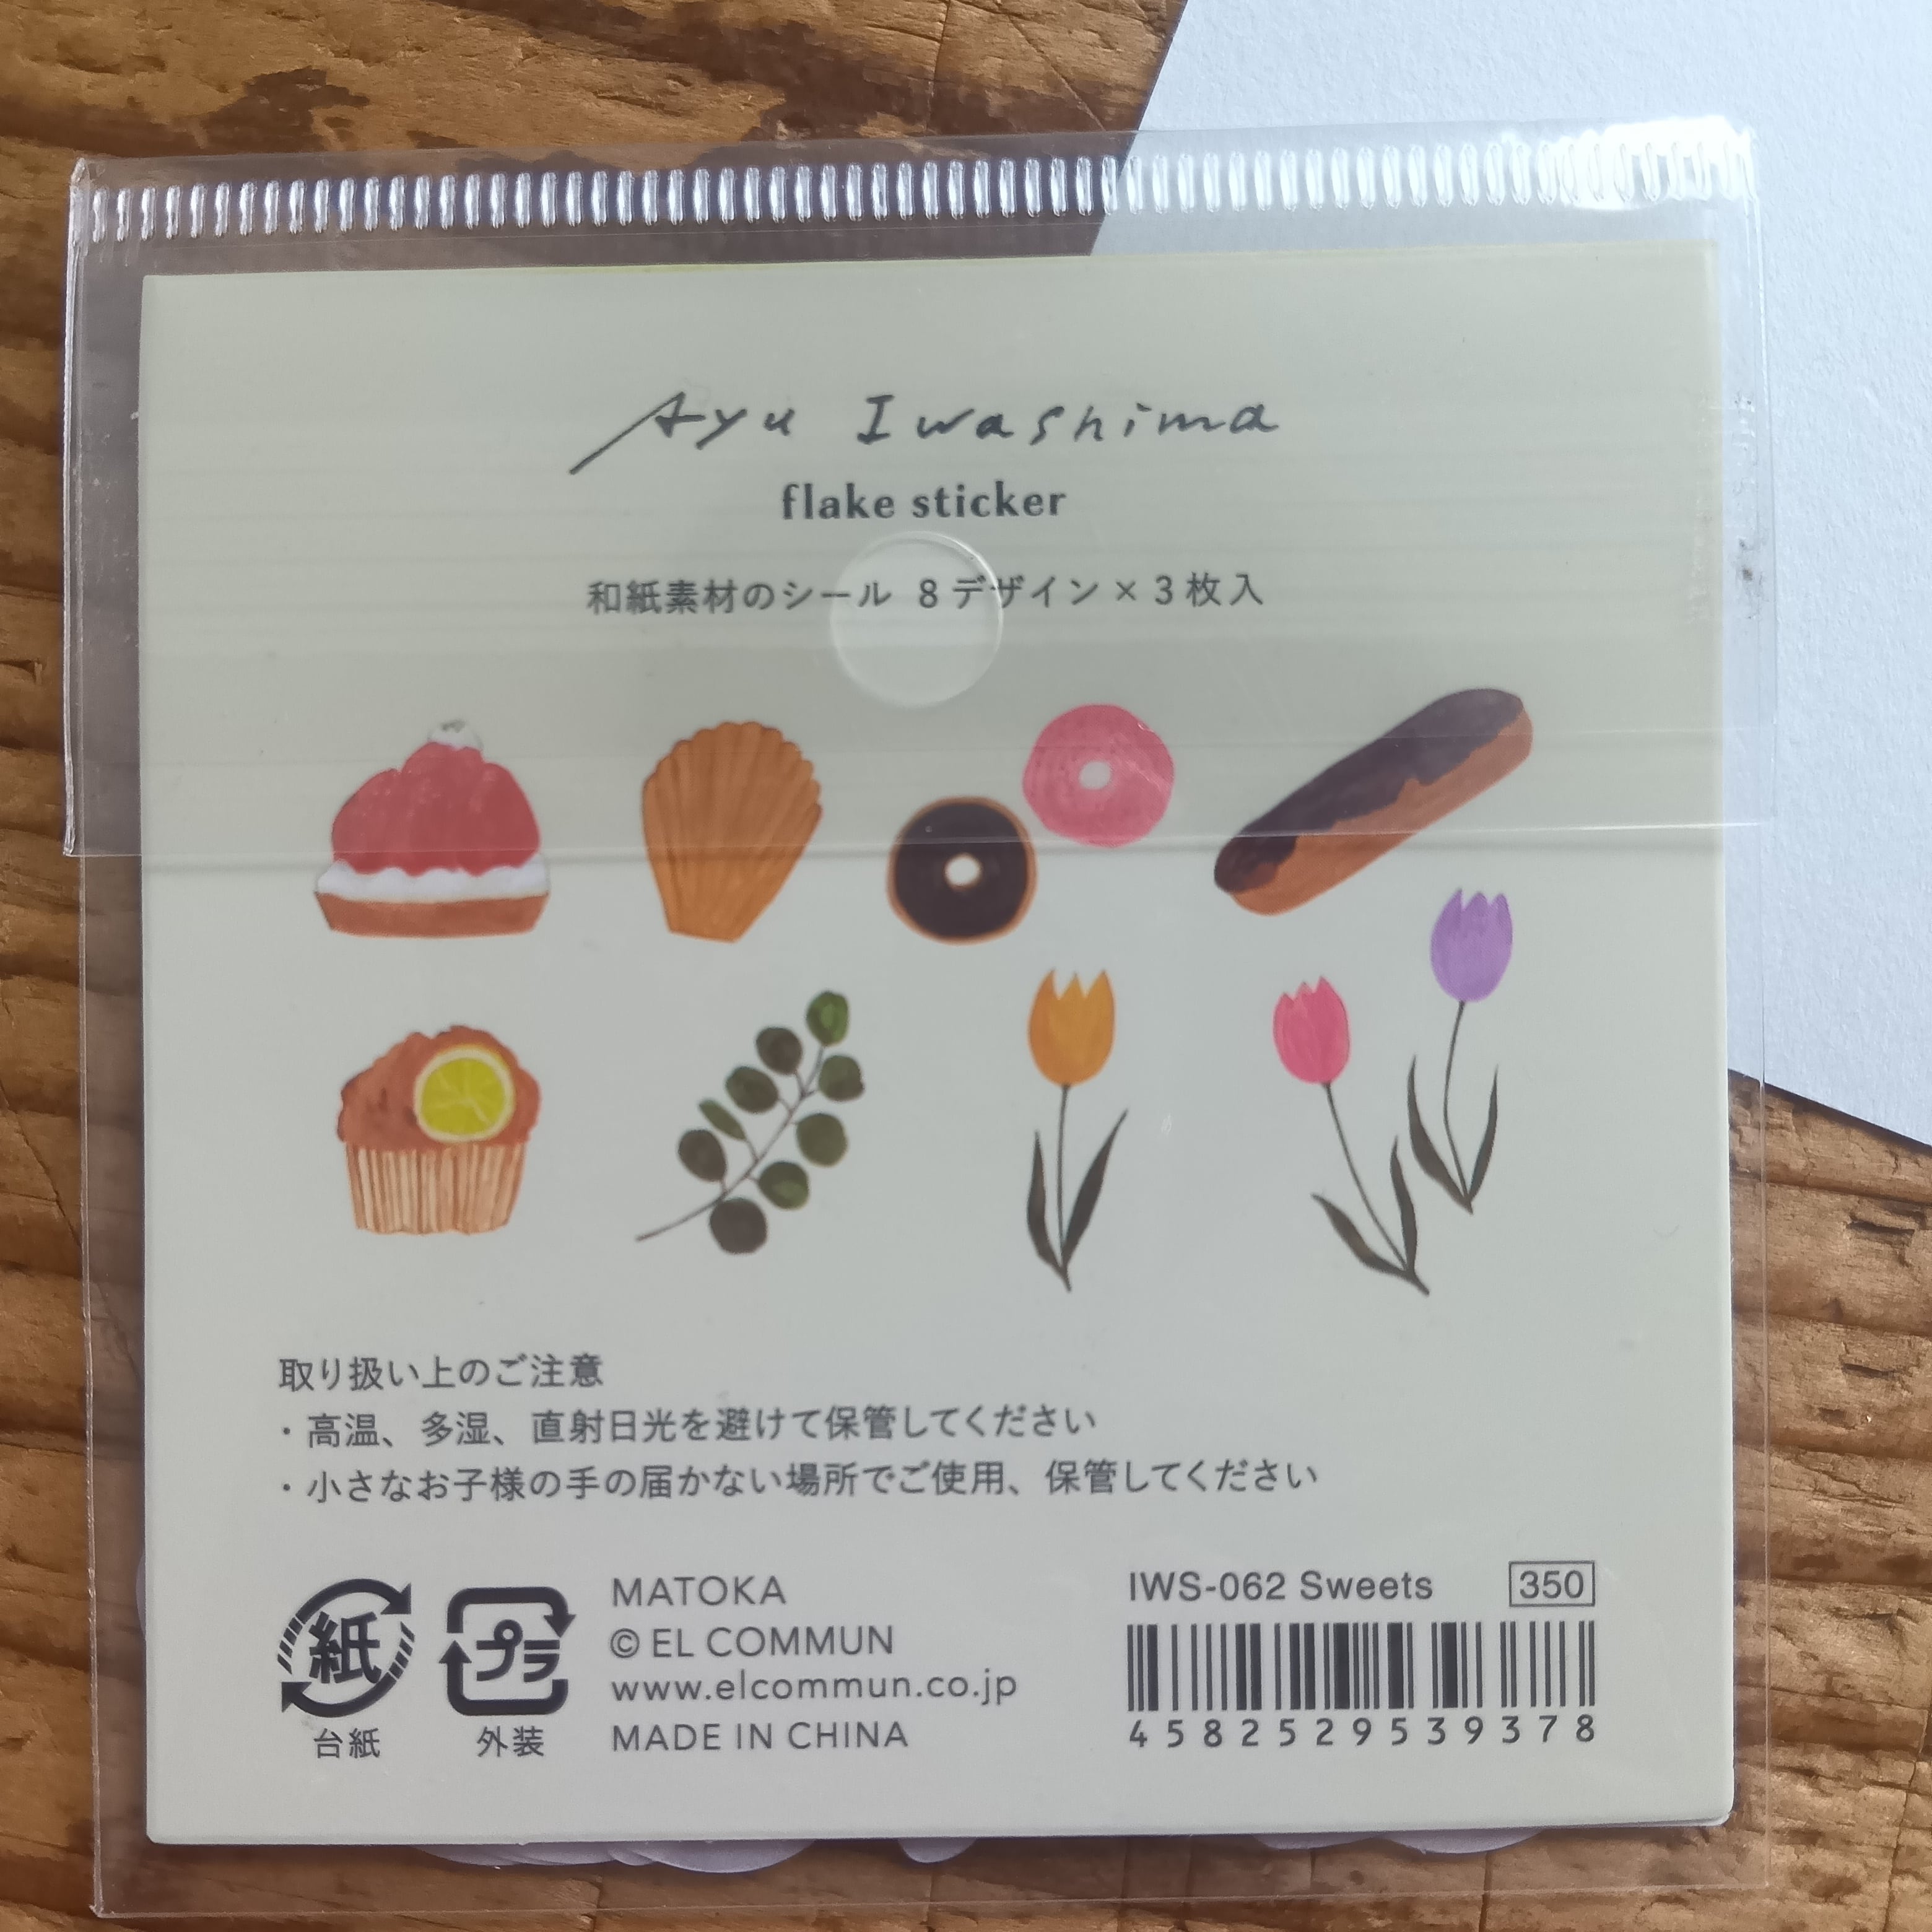 Ayu Iwashima
flake sticker
和紙素材のシール 8デザイン×3枚入
取り扱い上のご注意
・高温、多湿、直射日光を避けて保管してください
・小さなお子様の手の届かない場所でご使用、保管してください
紙
台紙
プラ
外装
MATOKA
© EL COMMUN
www.elcommun.co.jp
MADE IN CHINA
IWS-062 Sweets 350
4582529539378